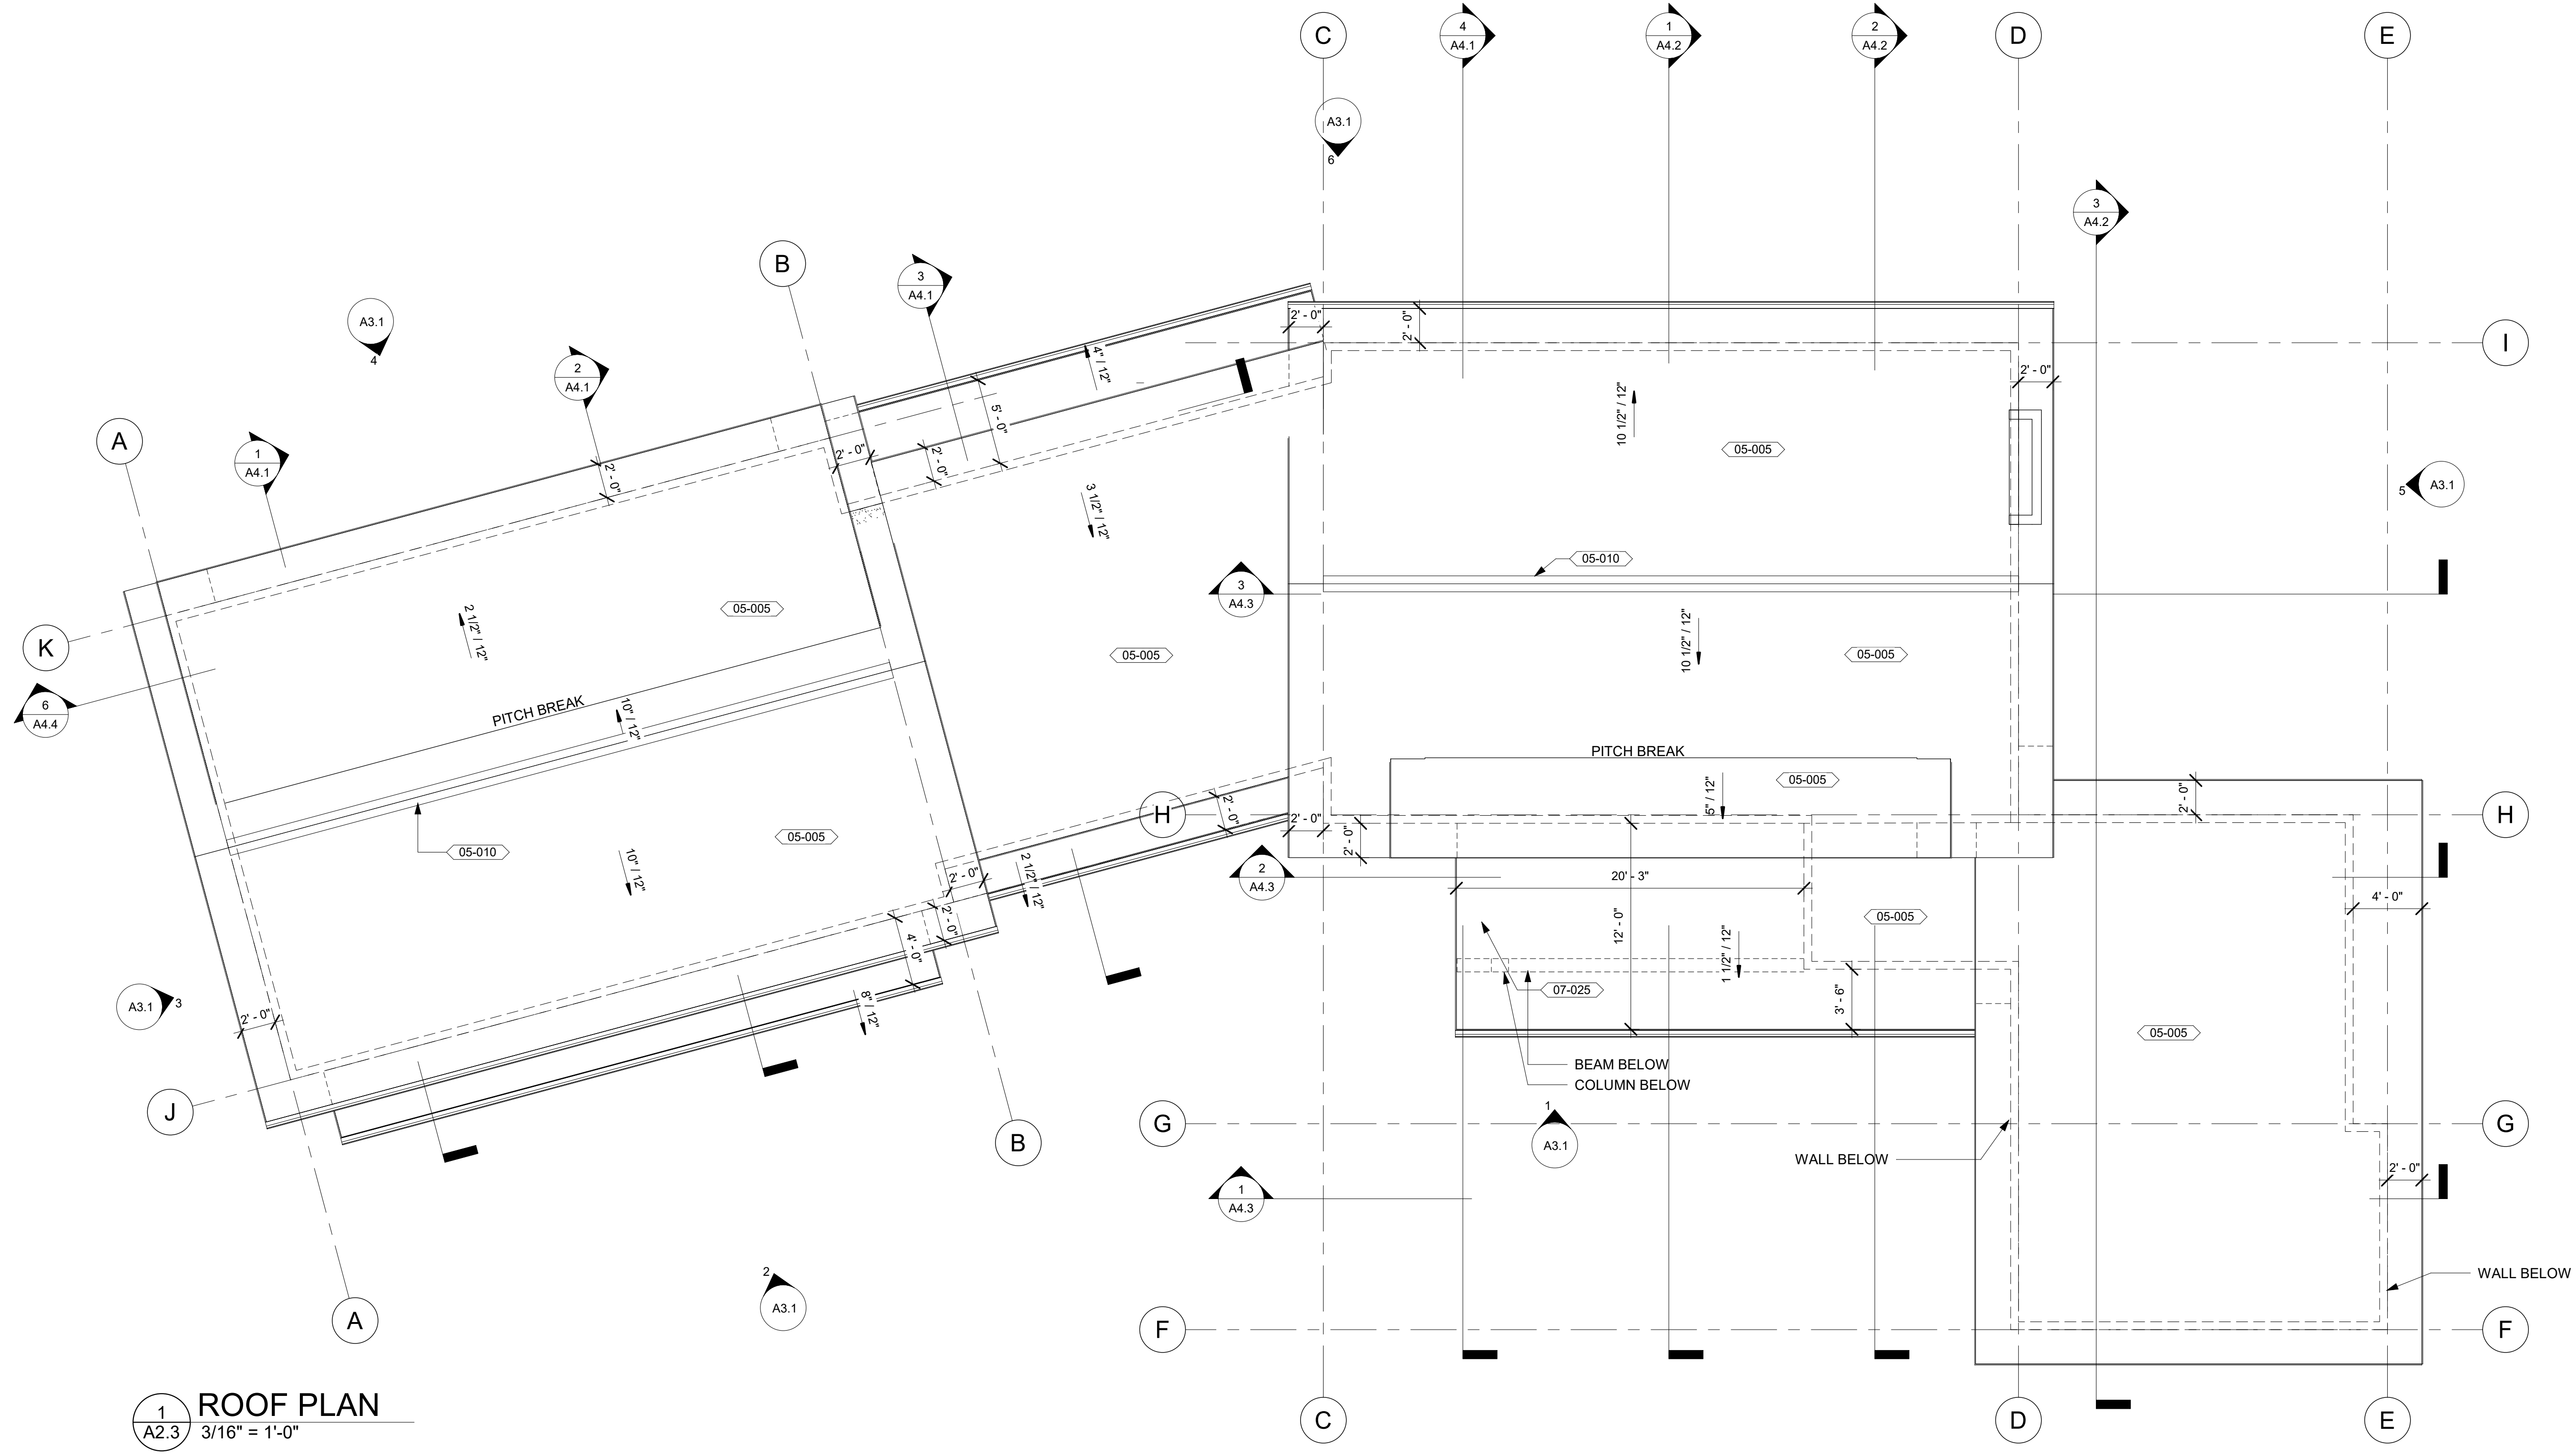 C
4
A4.1
1
A4.2
2
A4.2
D
E
A3.1
6
3
A4.2
B
3
A4.1
A3.1
4
2
A4.1
A
1
A4.1
2' - 0"
2' - 0"
4" / 12"
I
2' - 0"
5' - 0"
10 1/2" / 12"
05-005
2' - 0"
2' - 0"
2' - 0"
A3.1
5
3 1/2" / 12"
05-010
3
A4.3
05-005
2 1/2" / 12"
K
05-005
05-005
10 1/2" / 12"
6
A4.4
PITCH BREAK
10" / 12"
PITCH BREAK
05-005
5" / 12"
2' - 0"
H
2' - 0"
2' - 0"
2' - 0"
H
05-005
05-010
10" / 12"
2' - 0"
2 1/2" / 12"
2
A4.3
20' - 3"
4' - 0"
05-005
2' - 0"
4' - 0"
12' - 0"
1 1/2" / 12"
07-025
3' - 6"
A3.1
3
2' - 0"
8" / 12"
05-005
BEAM BELOW
COLUMN BELOW
J
B
G
1
A3.1
G
WALL BELOW
2' - 0"
1
A4.3
2
A3.1
WALL BELOW
A
F
F
1
A2.3
ROOF PLAN
3/16" = 1'-0"
C
D
E